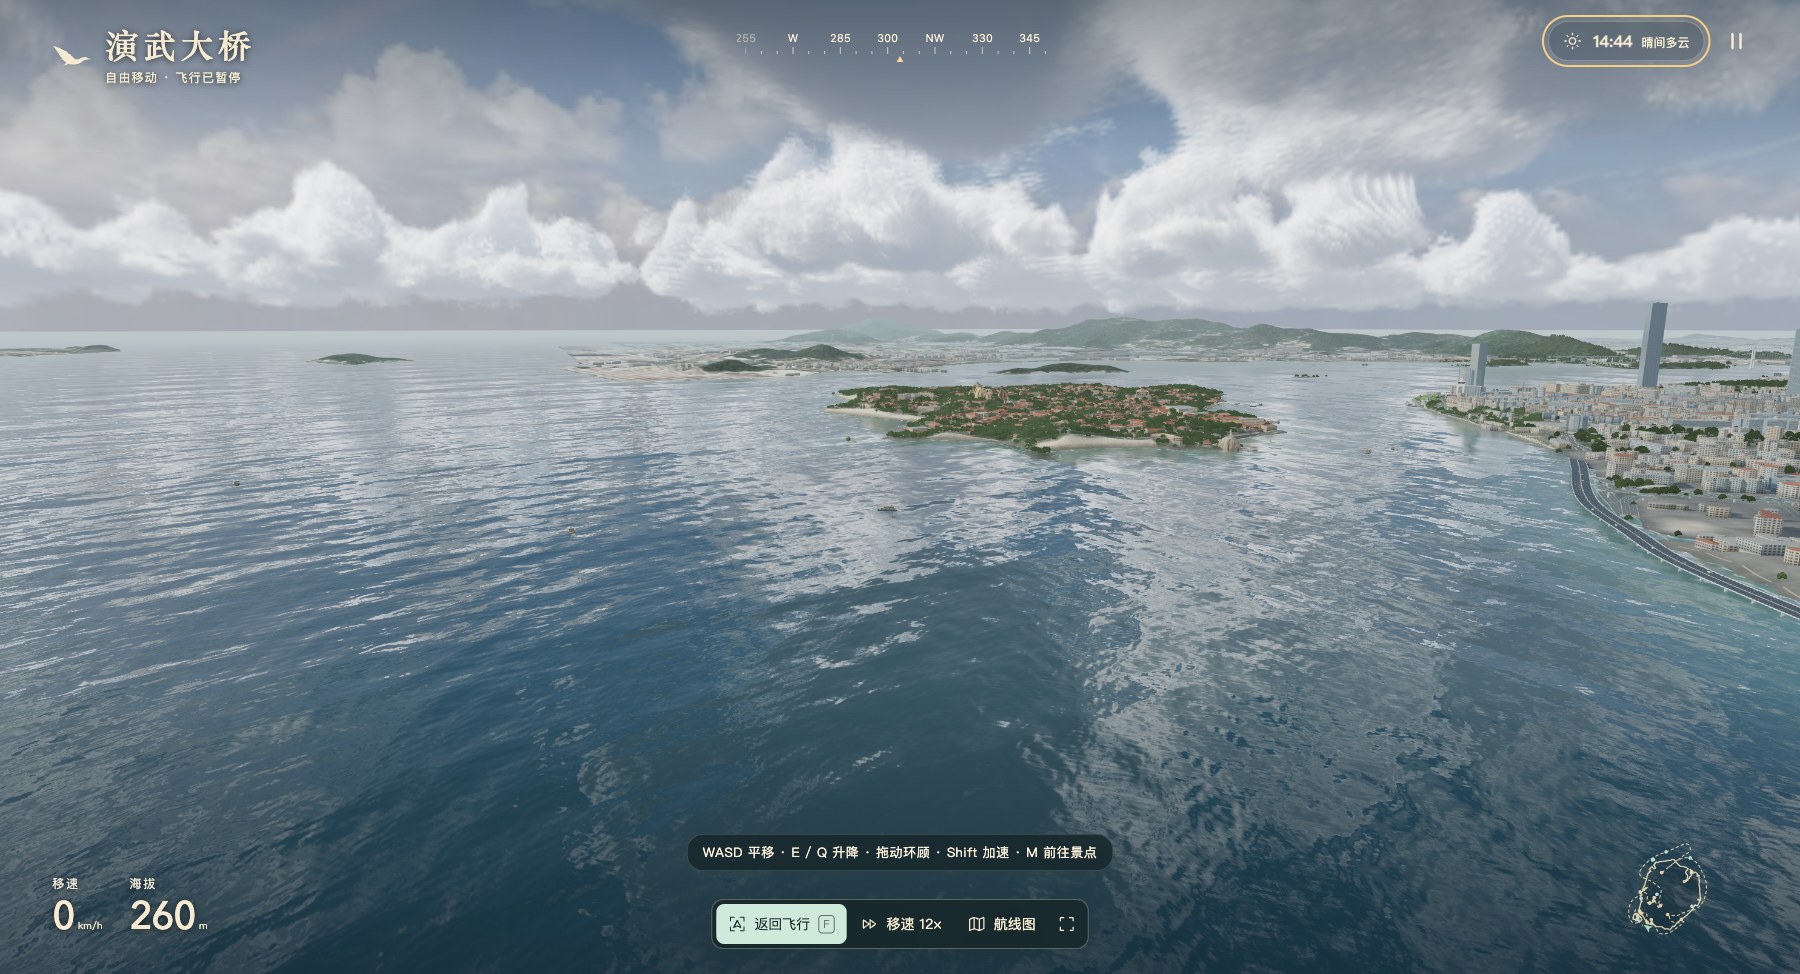 演武大桥
自由移动 · 飞行已暂停
255 W 285 300 NW 330 345
14:44 晴间多云
WASD 平移 · E / Q 升降 · 拖动环顾 · Shift 加速 · M 前往景点
移速 海拔
0 km/h 260 m
返回飞行 F 移速 12x 航线图